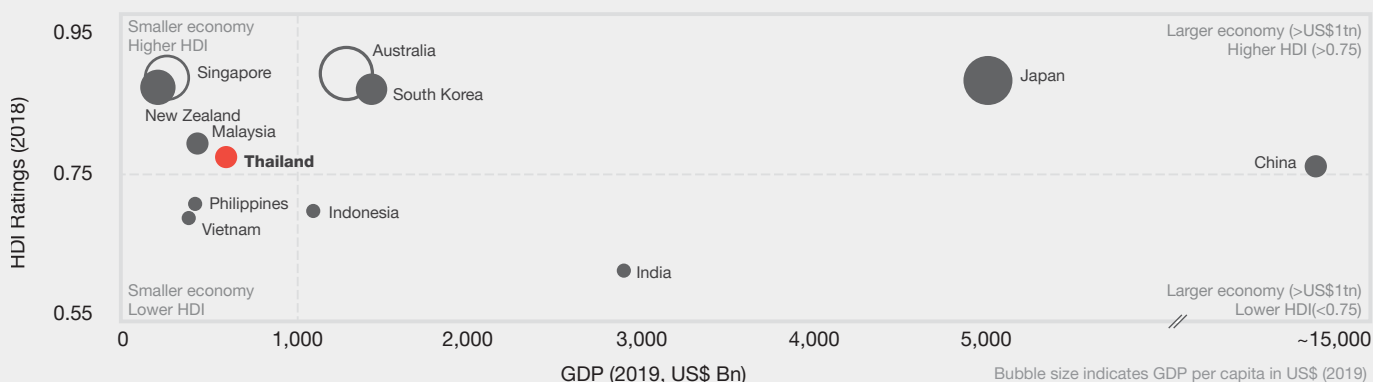 0.95
Smaller economy
Higher HDI
Larger economy (>US$1tn)
Higher HDI (>0.75)
Australia
Singapore
Japan
South Korea
New Zealand
Malaysia
Thailand
China
0.75
Philippines
Indonesia
Vietnam
India
HDI Ratings (2018)
Smaller economy
Lower HDI
Larger economy (>US$1tn)
Lower HDI(<0.75)
0.55
0 1,000 2,000 3,000 4,000 5,000 ~15,000
GDP (2019, US$ Bn)
Bubble size indicates GDP per capita in US$ (2019)